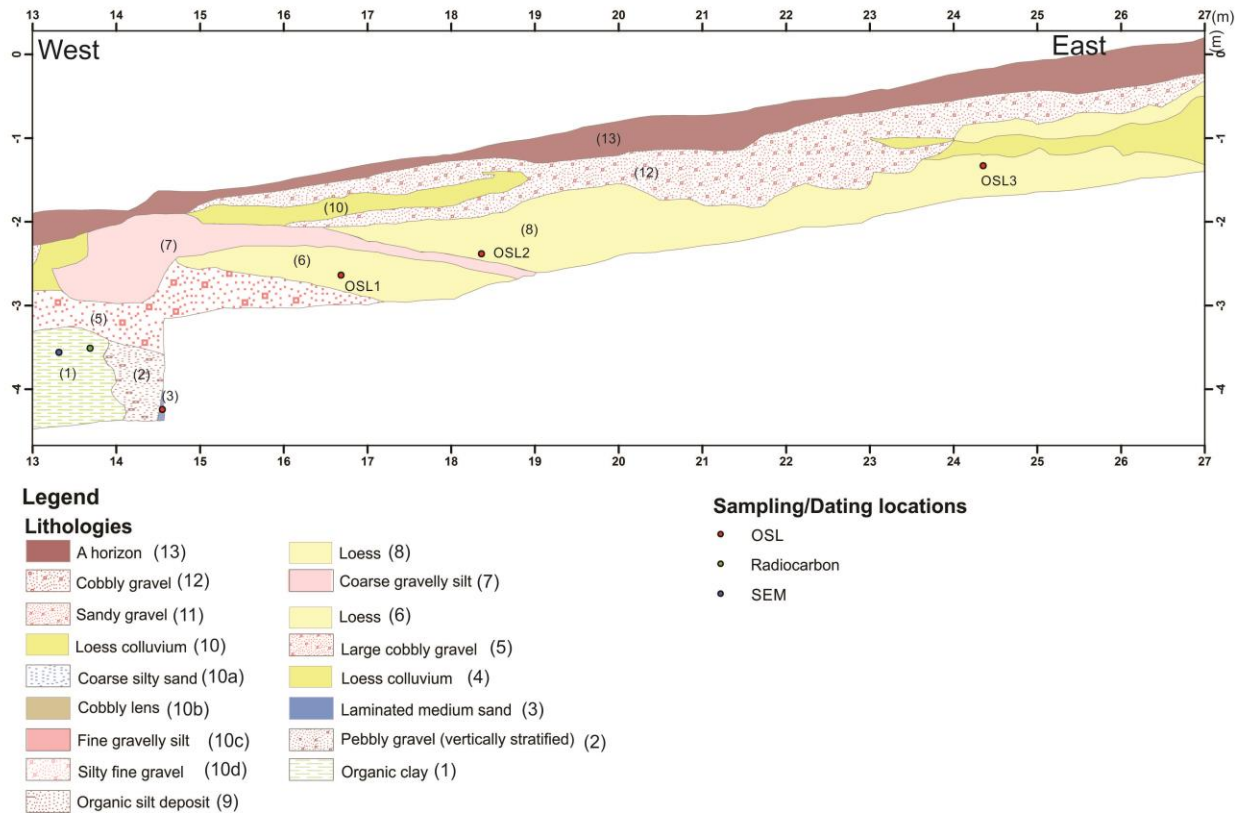 13 14 15 16 17 18 19 20 21 22 23 24 25 26 27 (m)
(m)
West East
0 0
-1 -1
(13)
(12)
OSL3
(10)
-2 -2
(8)
(7)
OSL2
(6)
OSL1
-3 -3
(5)
(1)
(2)
-4 -4
(3)
13 14 15 16 17 18 19 20 21 22 23 24 25 26 27
Legend
Lithologies
A horizon (13)
Cobbly gravel (12)
Sandy gravel (11)
Loess colluvium (10)
Coarse silty sand (10a)
Cobbly lens (10b)
Fine gravelly silt (10c)
Silty fine gravel (10d)
Organic silt deposit (9)
Loess (8)
Coarse gravelly silt (7)
Loess (6)
Large cobbly gravel (5)
Loess colluvium (4)
Laminated medium sand (3)
Pebbly gravel (vertically stratified) (2)
Organic clay (1)
Sampling/Dating locations
OSL
Radiocarbon
SEM